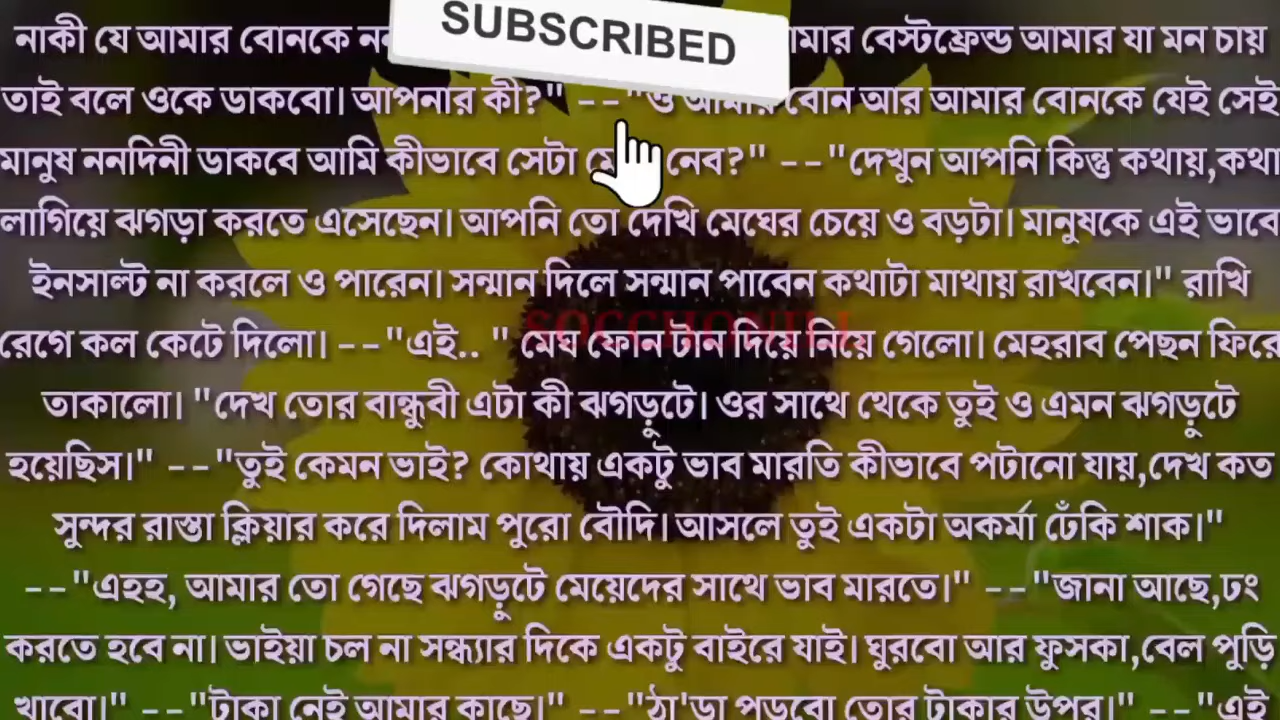 SUBSCRIBED
নাকী যে আমার বোনকে আমার বেস্টফ্রেন্ড আমার যা মন চায়
তাই বলে ওকে ডাকবো। আপনার কী?" --"ও আমার বোন আর আমার বোনকে যেই সেই
মানুষ ননদিনী ডাকবে আমি কীভাবে সেটা নেব?" --"দেখুন আপনি কিন্তু কথায়,কথা
লাগিয়ে ঝগড়া করতে এসেছেন। আপনি তো দেখি মেঘের চেয়ে ও বড়টা। মানুষকে এই ভাবে
ইনসাল্ট না করলে ও পারেন। সন্মান দিলে সন্মান পাবেন কথাটা মাথায় রাখবেন।" রাখি
রেগে কল কেটে দিলো। --"এই.. " মেঘ ফোন টান দিয়ে নিয়ে গেলো। মেহরাব পেছন ফিরে
তাকালো। "দেখ তোর বান্ধুবী এটা কী ঝগড়ুটে। ওর সাথে থেকে তুই ও এমন ঝগড়ুটে
হয়েছিস।" --"তুই কেমন ভাই? কোথায় একটু ভাব মারতি কীভাবে পটানো যায়,দেখ কত
সুন্দর রাস্তা ক্লিয়ার করে দিলাম পুরো বৌদি। আসলে তুই একটা অকর্মা ঢেঁকি শাক।"
--"এহহ, আমার তো গেছে ঝগড়ুটে মেয়েদের সাথে ভাব মারতে।" --"জানা আছে,ঢং
করতে হবে না। ভাইয়া চল না সন্ধ্যার দিকে একটু বাইরে যাই। ঘুরবো আর ফুসকা,বেল পুড়ি
খাবো।" --"টাকা নেই আমার কাছে।" --"ঠা'ডা পড়বো তোর টাকার উপর।" --"এই